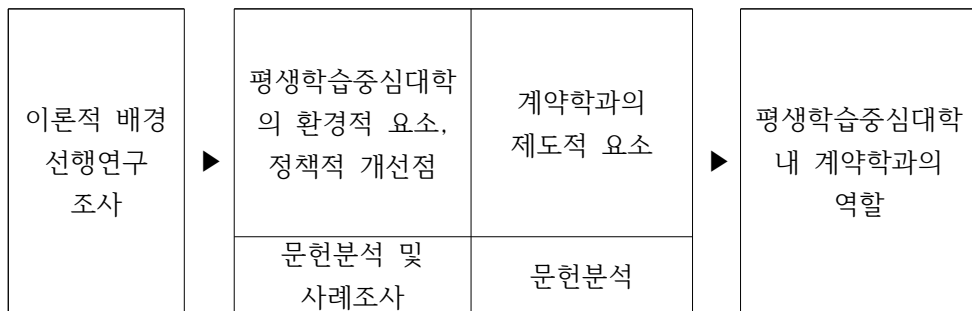 이론적 배경
선행연구
조사
▶
평생학습중심대학
의 환경적 요소,
정책적 개선점
계약학과의
제도적 요소
문헌분석 및
사례조사
문헌분석
▶
평생학습중심대학
내 계약학과의
역할